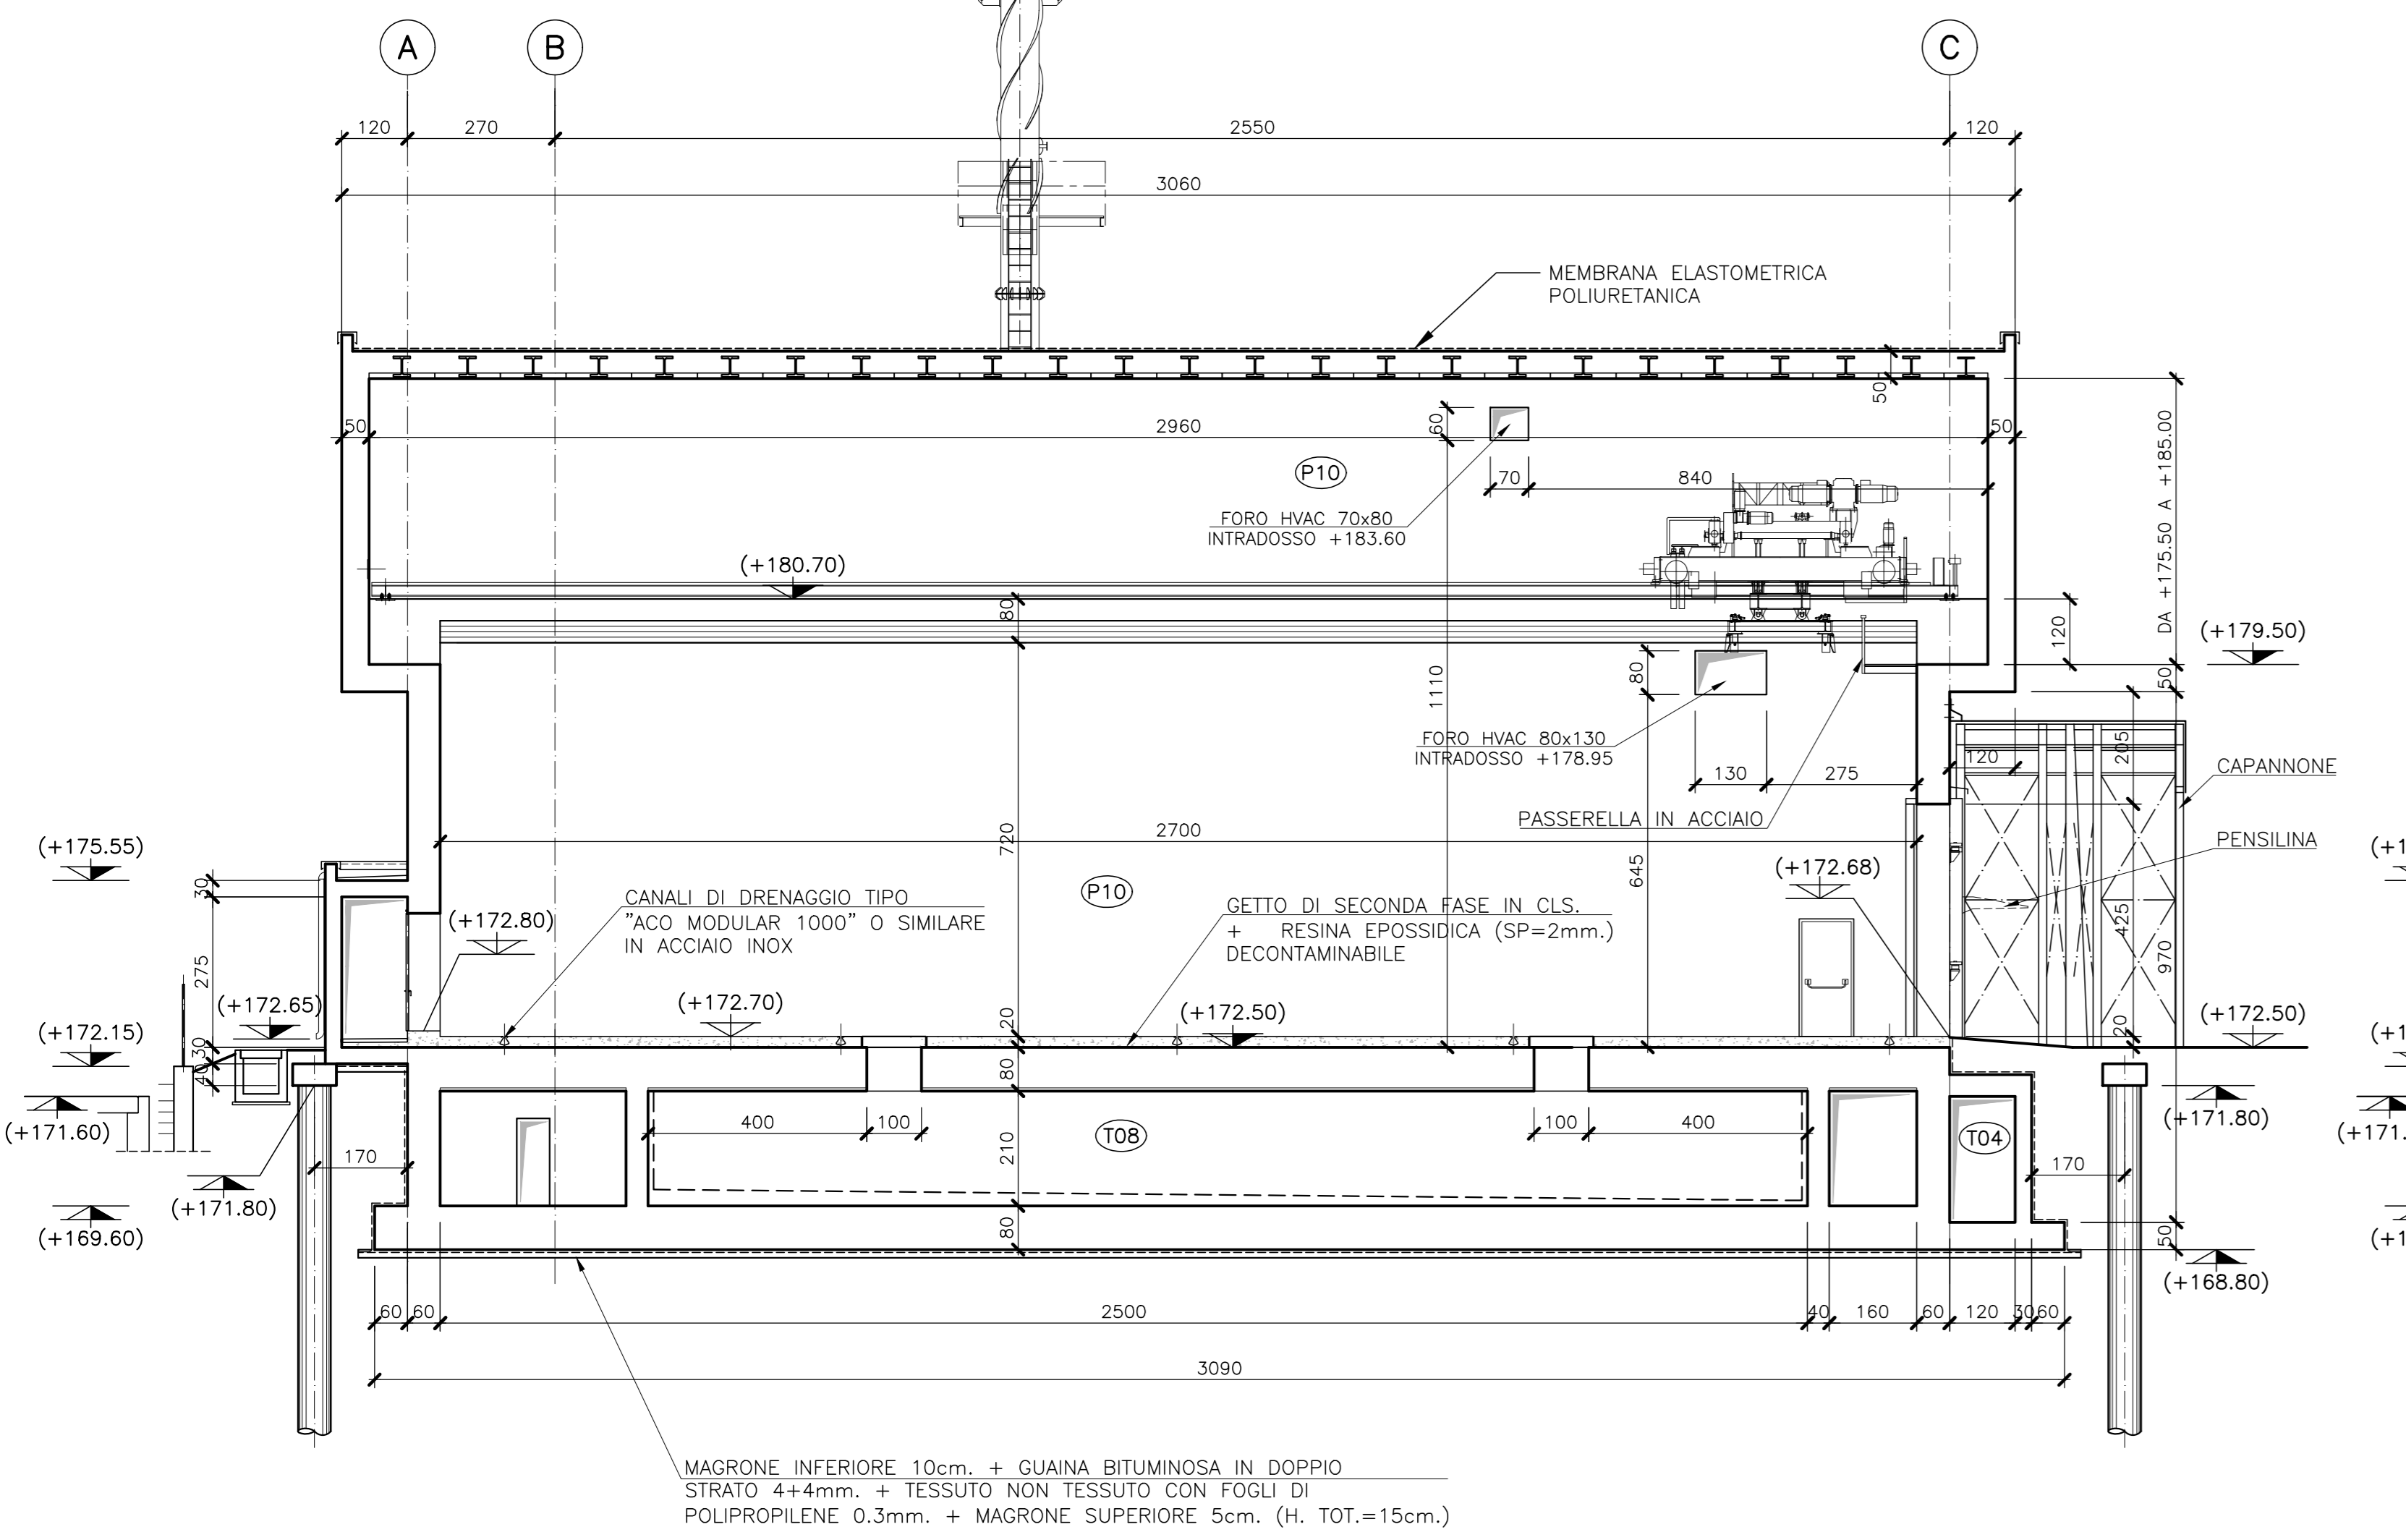 A
B
C
120
270
2550
120
3060
MEMBRANA ELASTOMETRICA
POLIURETANICA
50
50
2960
60
50
P10
70
840
FORO HVAC 70x80
INTRADOSSO +183.60
DA +175.50 A +185.00
(+180.70)
80
120
(+179.50)
1110
80
50
FORO HVAC 80x130
INTRADOSSO +178.95
130
275
120
205
CAPANNONE
PASSERELLA IN ACCIAIO
2700
720
645
PENSILINA
(+175.55)
30
(+172.68)
CANALI DI DRENAGGIO TIPO
"ACO MODULAR 1000" O SIMILARE
IN ACCIAIO INOX
P10
GETTO DI SECONDA FASE IN CLS.
+ RESINA EPOSSIDICA (SP=2mm.)
DECONTAMINABILE
(+172.80)
425
970
275
(+172.65)
(+172.70)
20
(+172.50)
20
(+172.50)
(+172.15)
30
40
80
(+171.60)
400
100
T08
100
400
T04
(+171.80)
(+171.
170
210
170
(+171.80)
(+169.60)
80
50
(+168.80)
60
60
2500
40
160
60
120
30
60
3090
MAGRONE INFERIORE 10cm. + GUAINA BITUMINOSA IN DOPPIO
STRATO 4+4mm. + TESSUTO NON TESSUTO CON FOGLI DI
POLIPROPILENE 0.3mm. + MAGRONE SUPERIORE 5cm. (H. TOT.=15cm.)